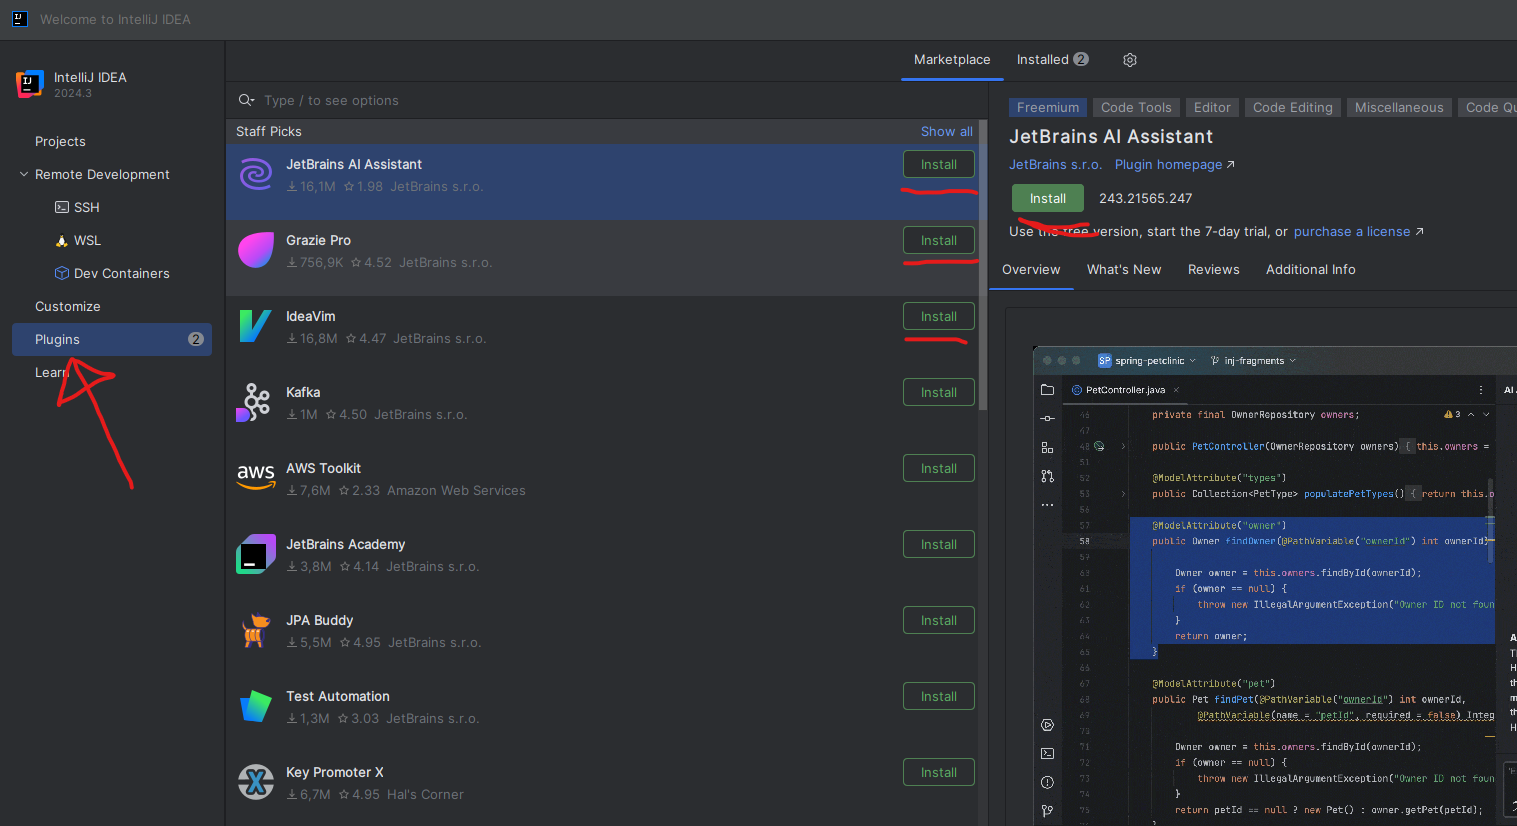 Welcome to IntelliJ IDEA
IntelliJ IDEA
2024.3
Projects
Remote Development
SSH
WSL
Dev Containers
Customize
Plugins 2
Learn
Marketplace Installed 2
Type / to see options
Staff Picks Show all
JetBrains AI Assistant Install
16,1M 1.98 JetBrains s.r.o.
Grazie Pro Install
756,9K 4.52 JetBrains s.r.o.
IdeaVim Install
16,8M 4.47 JetBrains s.r.o.
Kafka Install
1M 4.50 JetBrains s.r.o.
aws
AWS Toolkit Install
7,6M 2.33 Amazon Web Services
JetBrains Academy Install
3,8M 4.14 JetBrains s.r.o.
JPA Buddy Install
5,5M 4.95 JetBrains s.r.o.
Test Automation Install
1,3M 3.03 JetBrains s.r.o.
Key Promoter X Install
6,7M 4.95 Hal's Corner
Freemium Code Tools Editor Code Editing Miscellaneous Code Qu
JetBrains AI Assistant
JetBrains s.r.o. Plugin homepage
Install 243.21565.247
Use the free version, start the 7-day trial, or purchase a license
Overview What's New Reviews Additional Info
SP spring-petclinic inj-fragments
PetController.java AI
46 private final OwnerRepository owners; 3
47
48 public PetController(OwnerRepository owners) { this.owners =
51
52 @ModelAttribute("types")
53 public Collection<PetType> populatePetTypes() { return this.o
56
57 @ModelAttribute("owner")
58 public Owner findOwner(@PathVariable("ownerId") int ownerId)
59
60 Owner owner = this.owners.findById(ownerId);
61 if (owner == null) {
62 throw new IllegalArgumentException("Owner ID not foun
63 }
64 return owner;
65 }
66
67 @ModelAttribute("pet")
68 public Pet findPet(@PathVariable("ownerId") int ownerId,
69 @PathVariable(name = "petId", required = false) Integ
70
71 Owner owner = this.owners.findById(ownerId);
72 if (owner == null) {
73 throw new IllegalArgumentException("Owner ID not foun
74 }
75 return petId == null ? new Pet() : owner.getPet(petId);